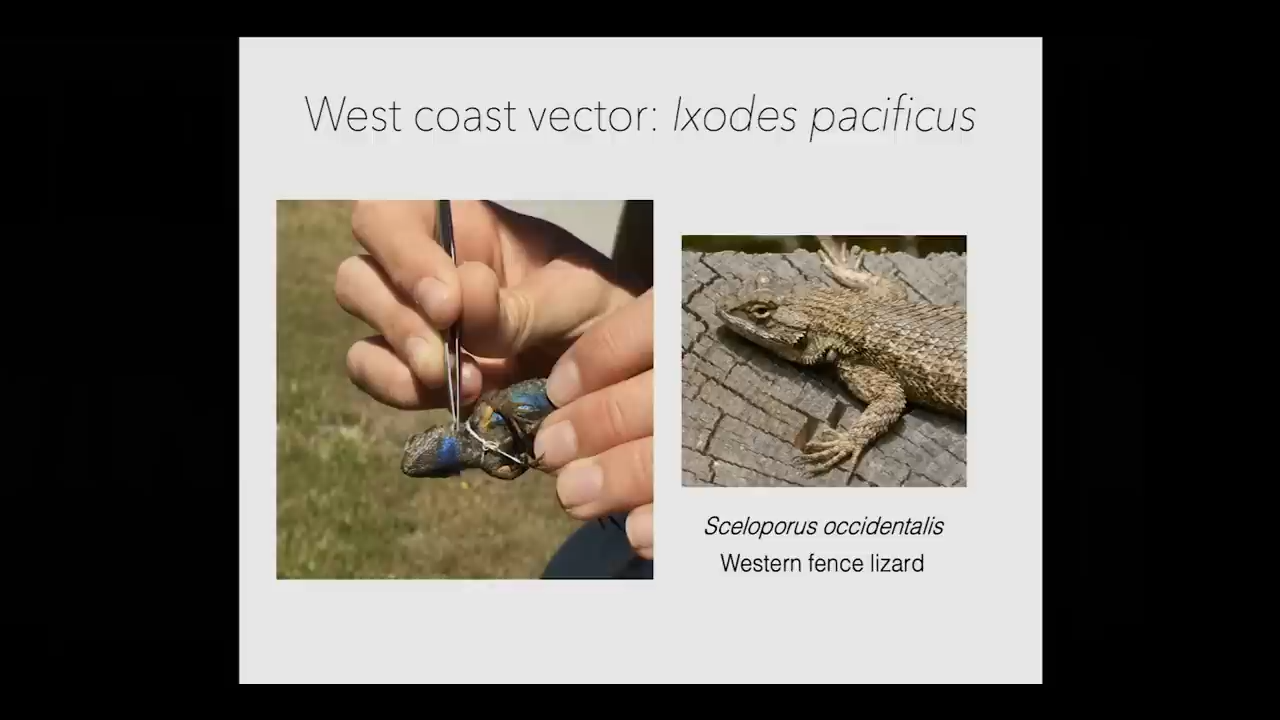 West coast vector: Ixodes pacificus
Sceloporus occidentalis
Western fence lizard